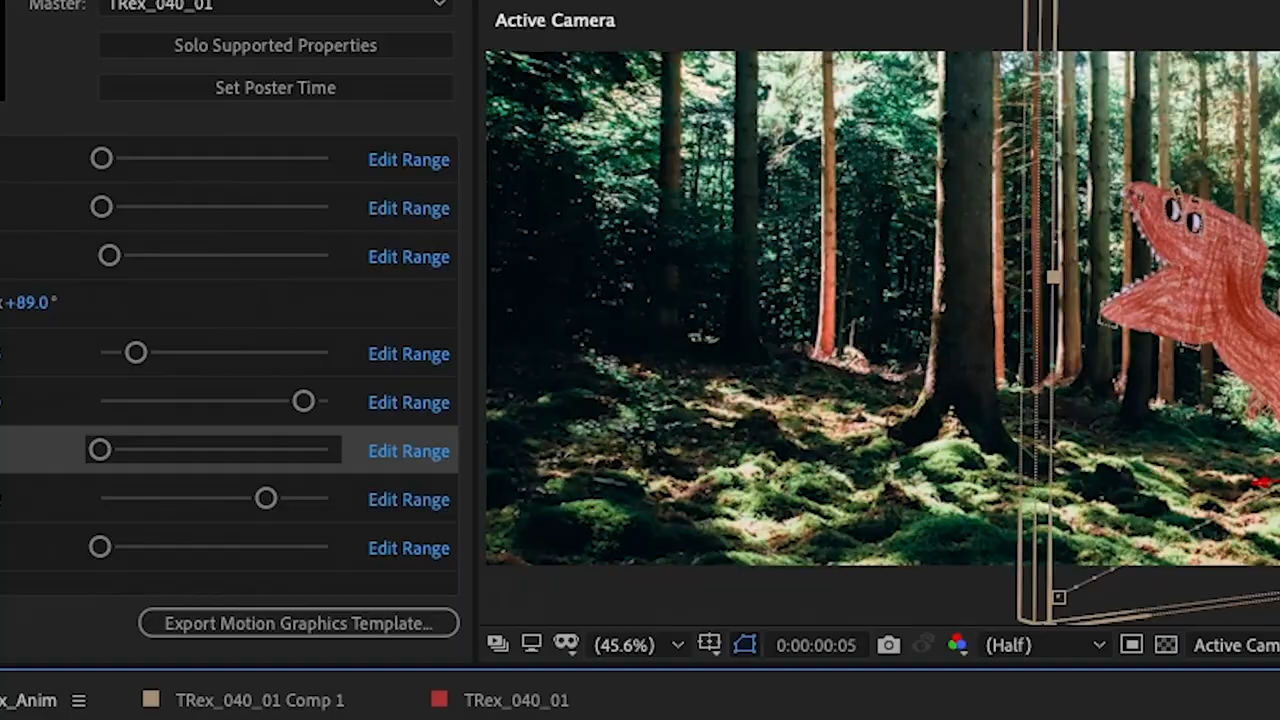 Master:
TRex_040_01
Solo Supported Properties
Set Poster Time
Edit Range
Edit Range
Edit Range
x+89.0°
Edit Range
Edit Range
Edit Range
Edit Range
Edit Range
Export Motion Graphics Template...
Active Camera
(45.6%)
0:00:00:05
(Half)
Active Cam
x_Anim
TRex_040_01 Comp 1
TRex_040_01